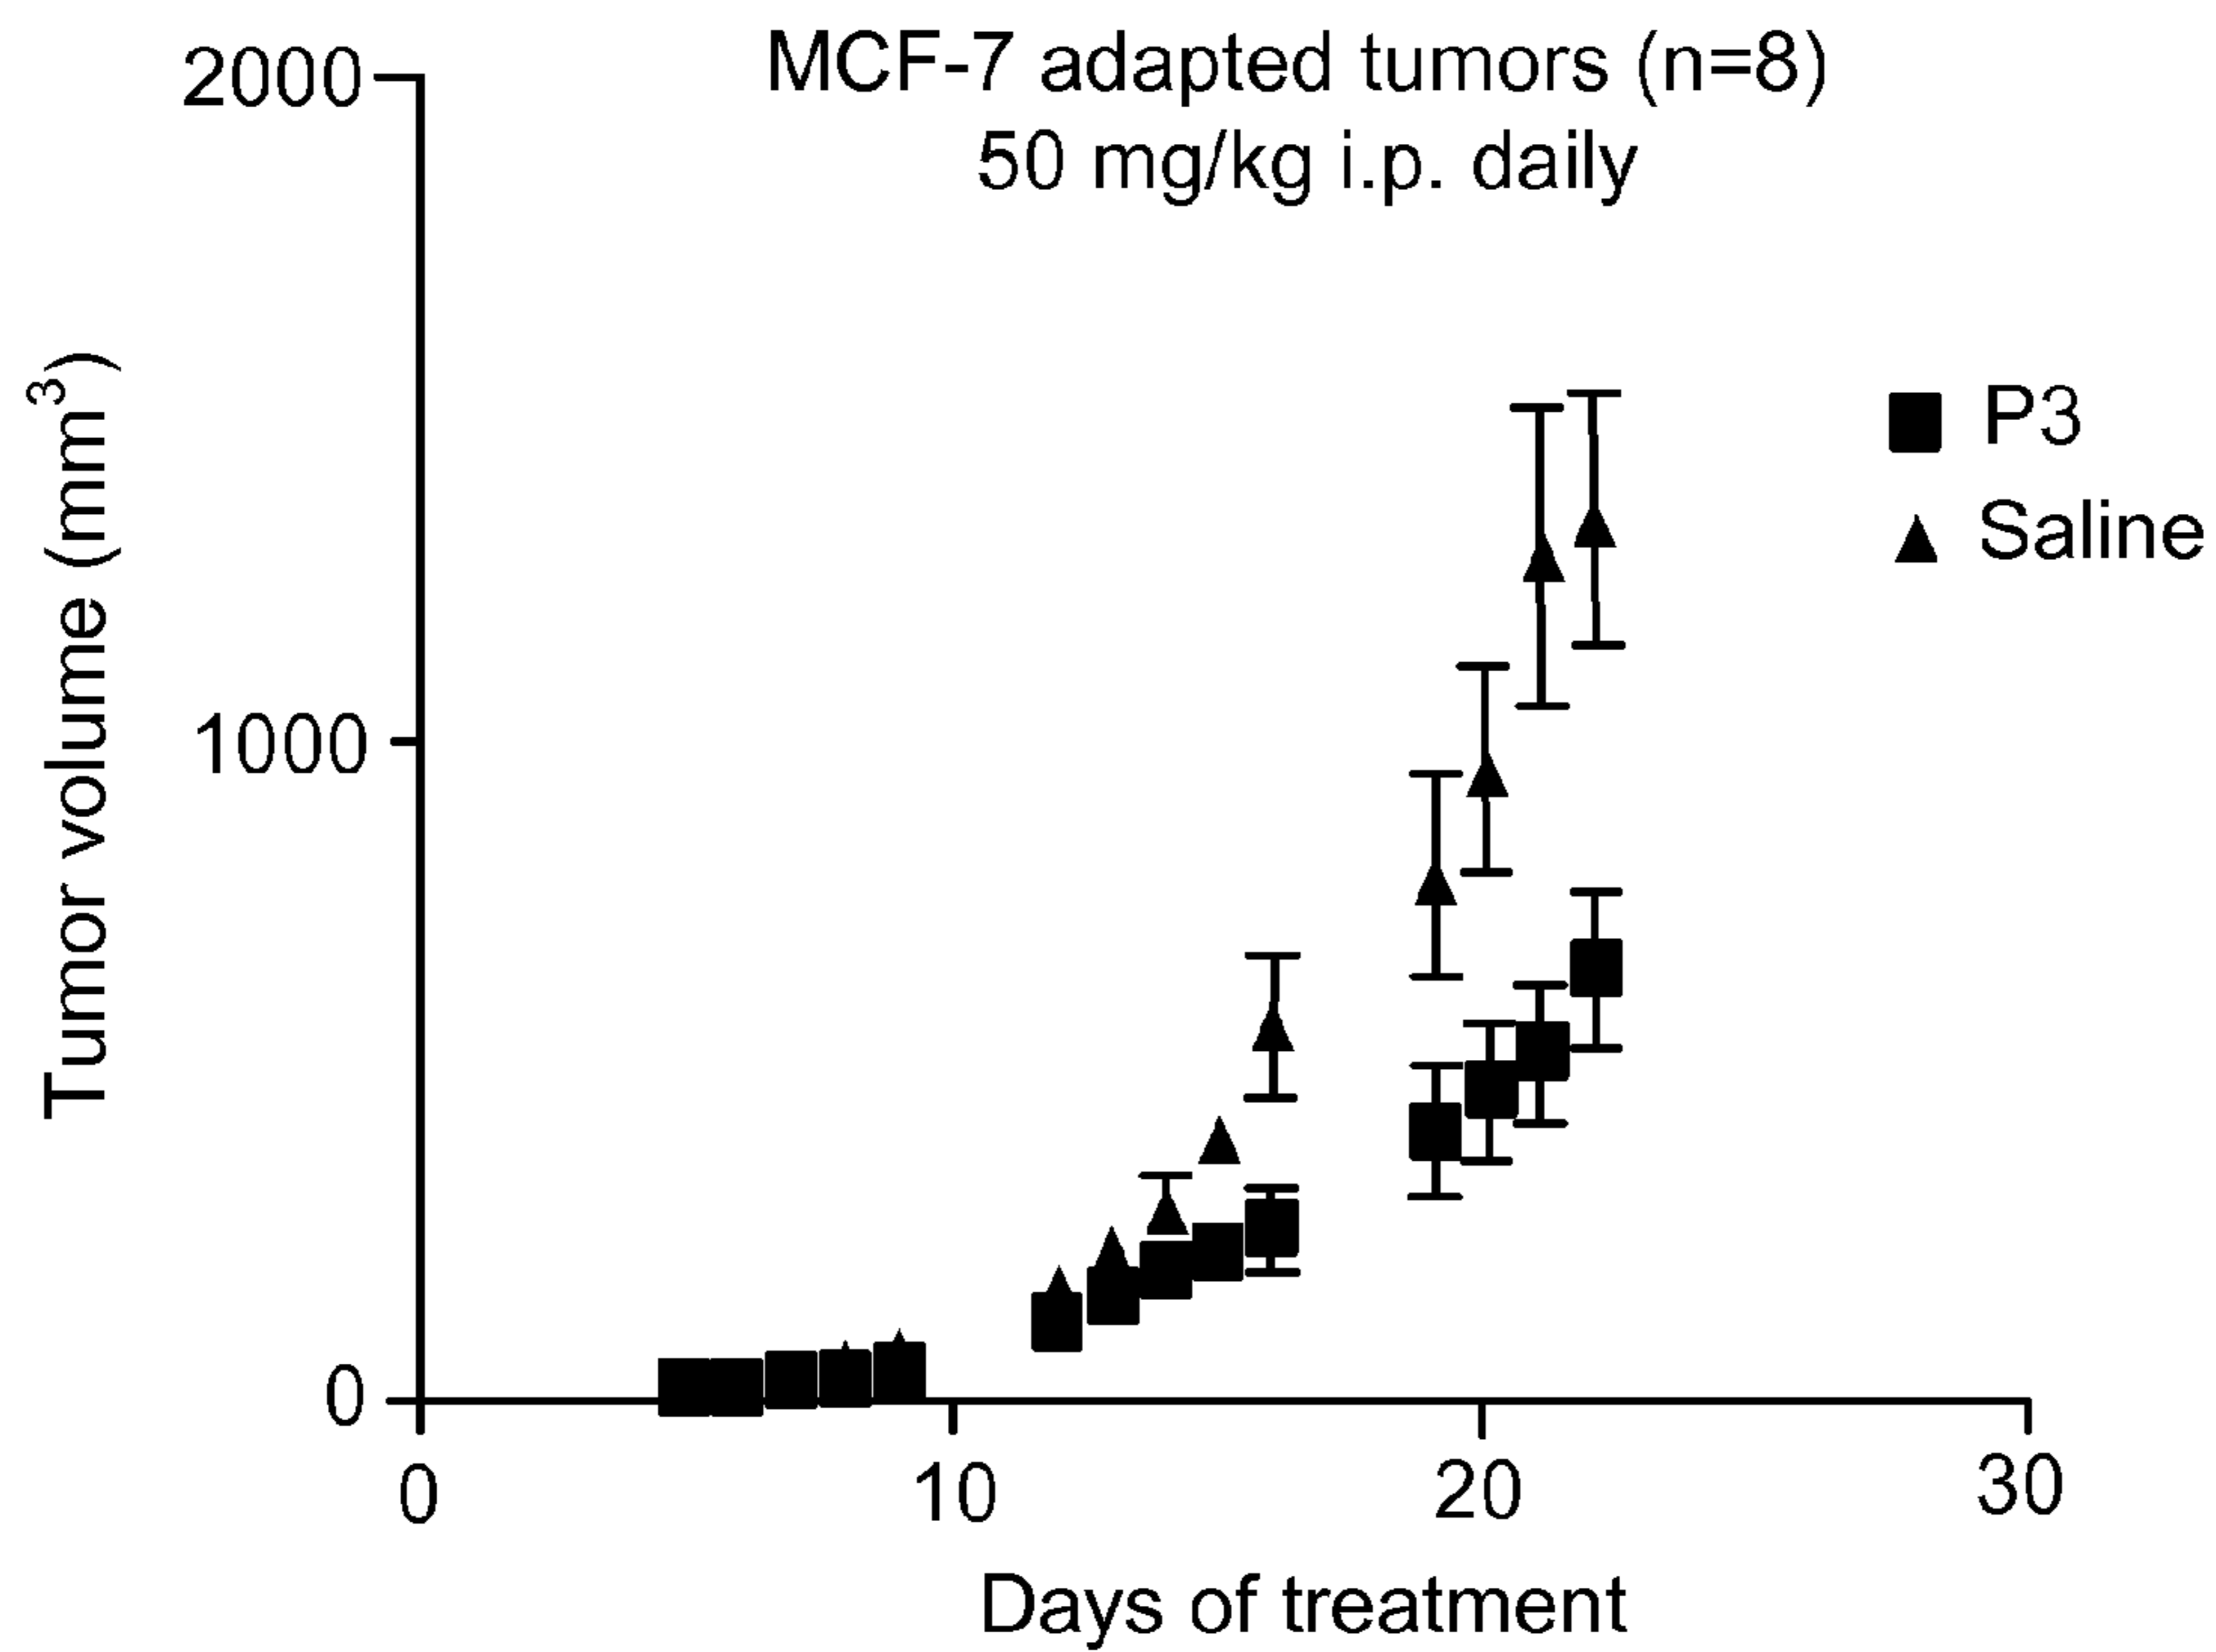 MCF-7 adapted tumors (n=8)
50 mg/kg i.p. daily
2000
1000
0
Tumor volume (mm³)
P3
Saline
0 10 20 30
Days of treatment